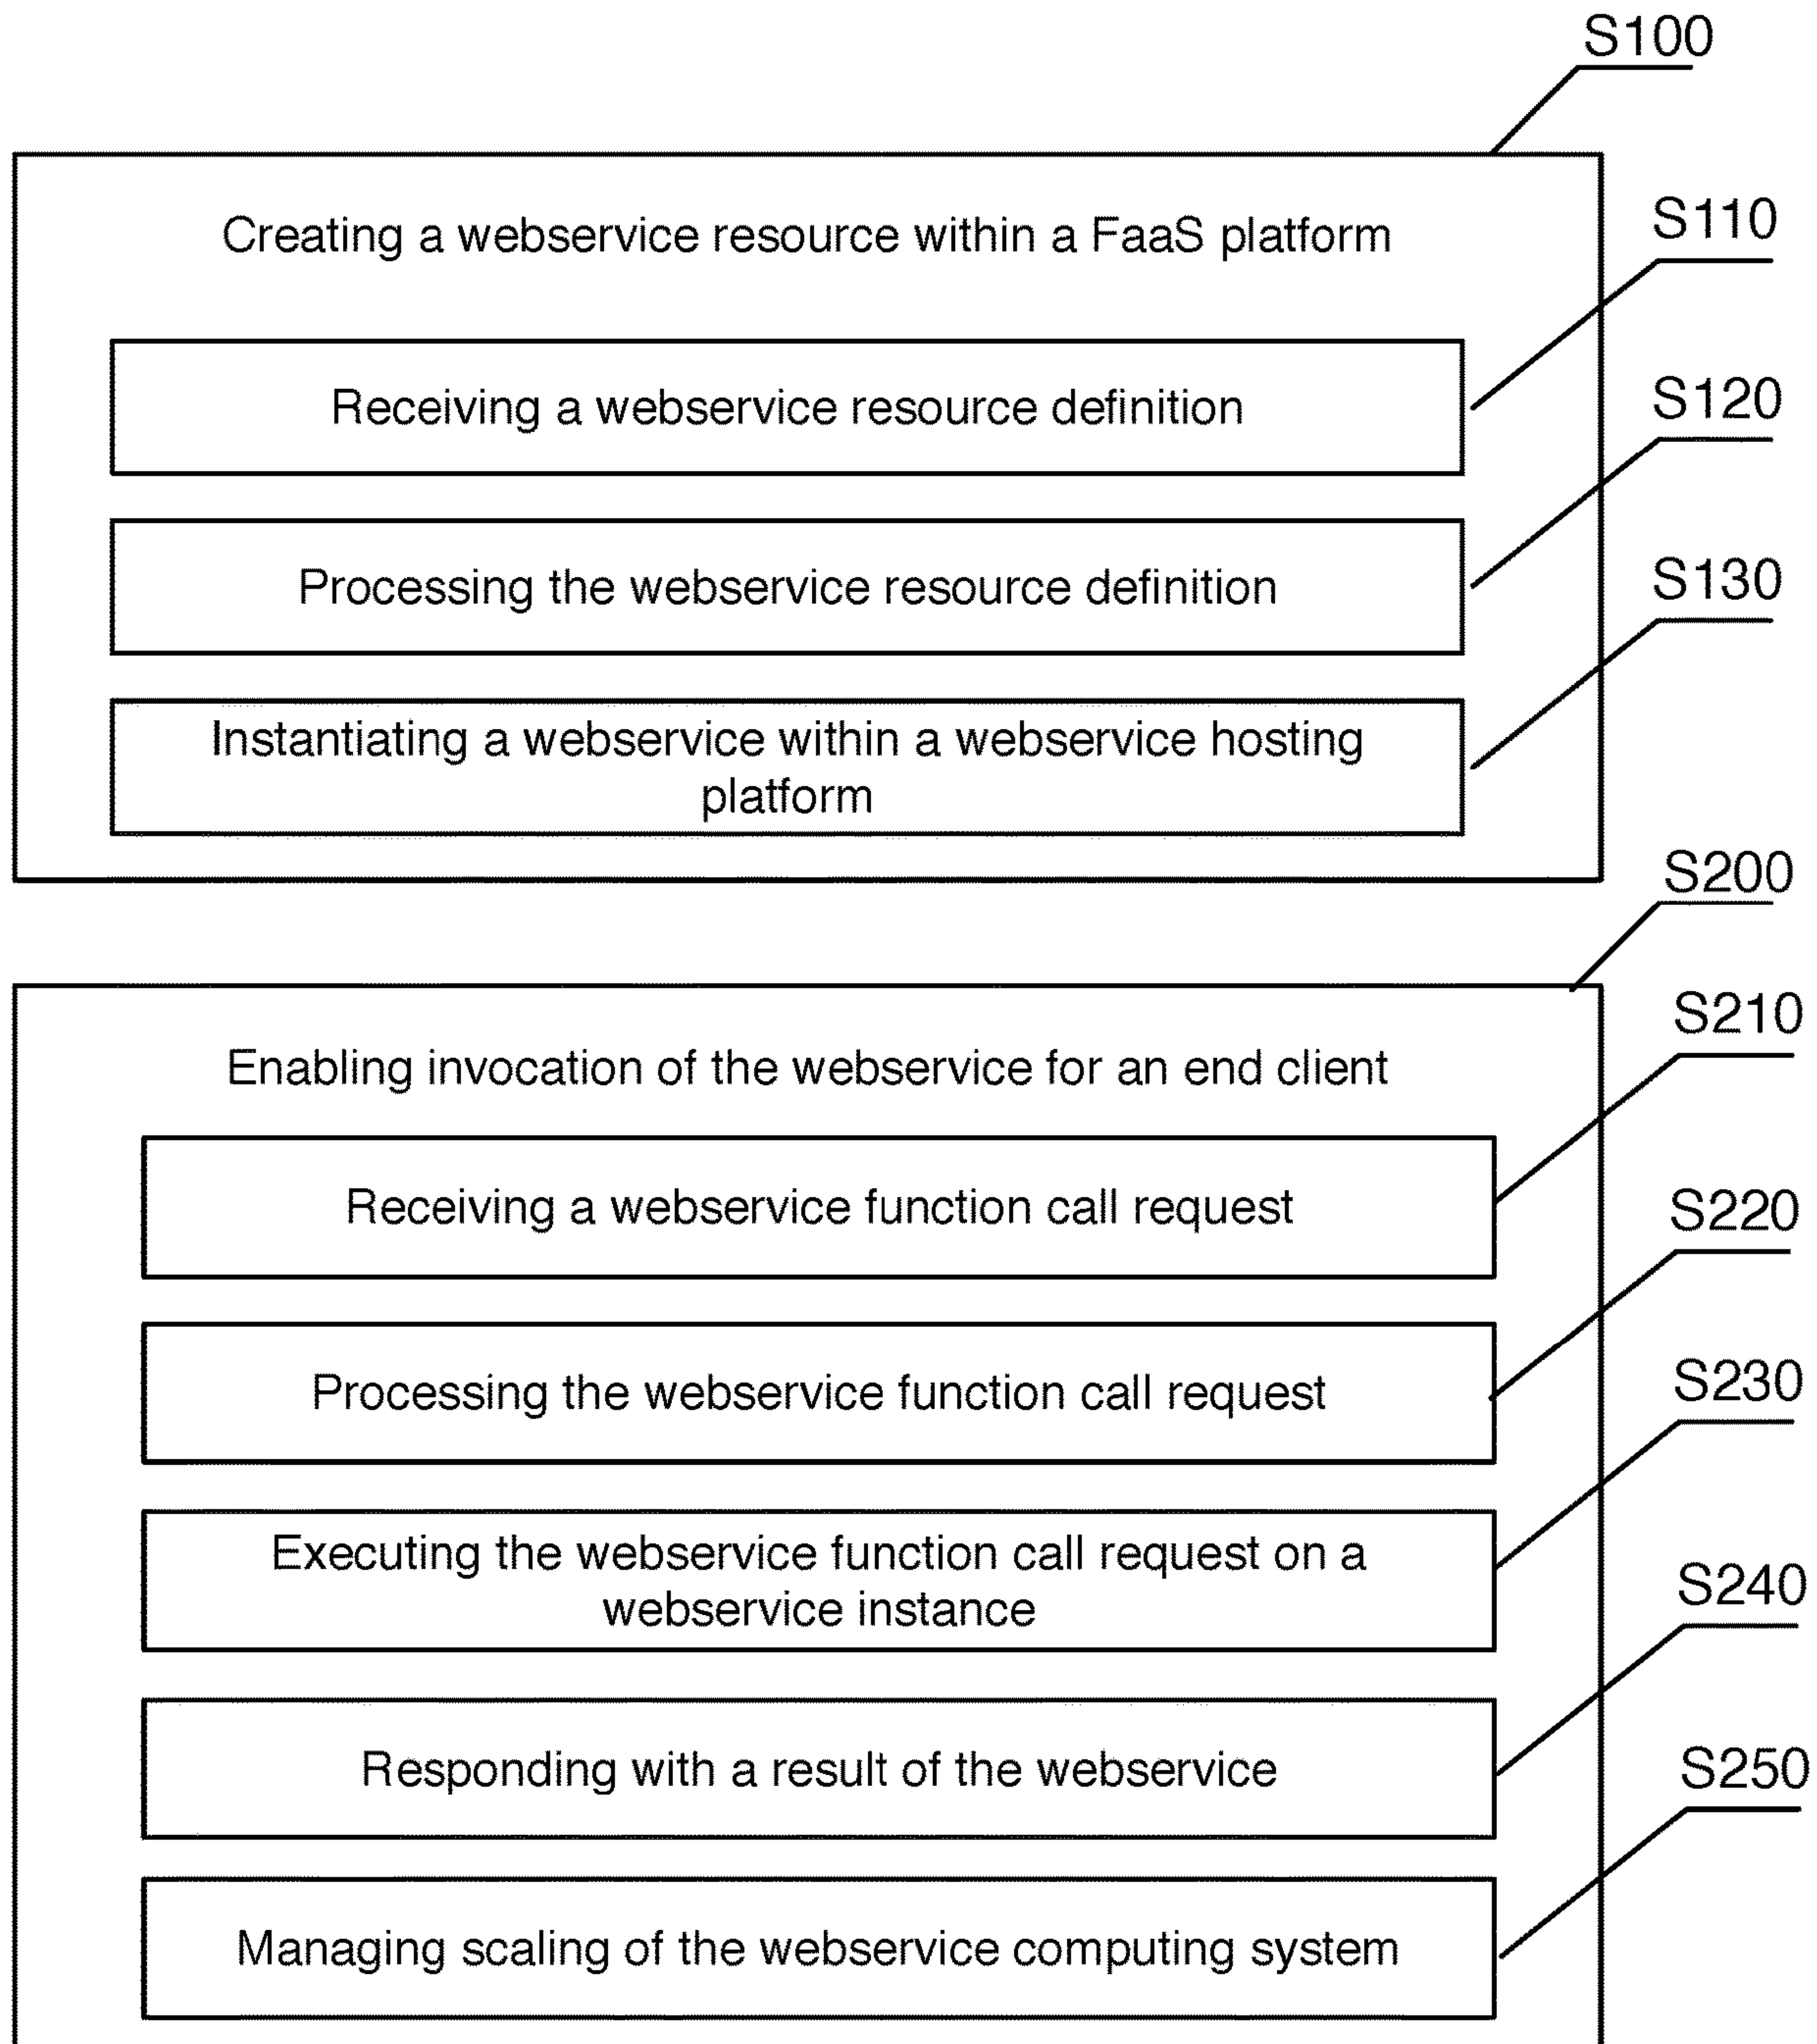 S100
Creating a webservice resource within a FaaS platform
S110
Receiving a webservice resource definition
S120
Processing the webservice resource definition
S130
Instantiating a webservice within a webservice hosting
platform
S200
Enabling invocation of the webservice for an end client
S210
Receiving a webservice function call request
S220
Processing the webservice function call request
S230
Executing the webservice function call request on a
webservice instance
S240
Responding with a result of the webservice
S250
Managing scaling of the webservice computing system